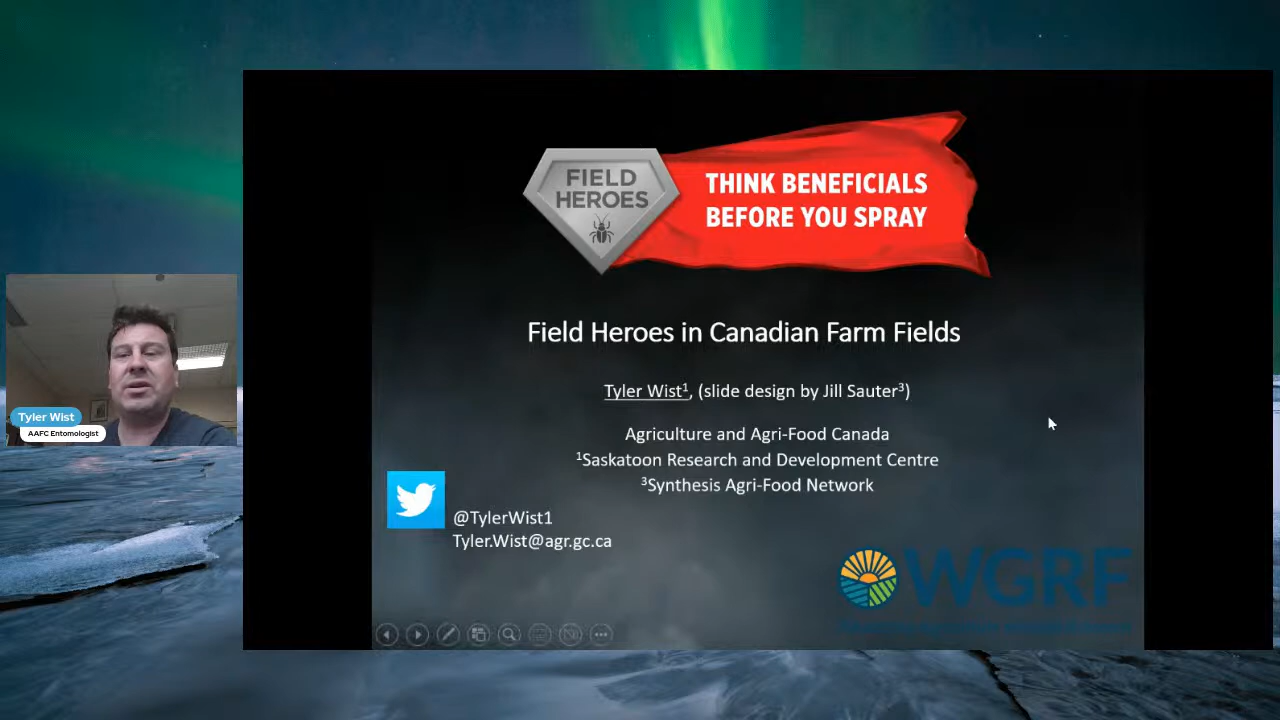 FIELD
HEROES
THINK BENEFICIALS
BEFORE YOU SPRAY
Field Heroes in Canadian Farm Fields
Tyler Wist¹, (slide design by Jill Sauter³)
Agriculture and Agri-Food Canada
¹Saskatoon Research and Development Centre
³Synthesis Agri-Food Network
@TylerWist1
Tyler.Wist@agr.gc.ca
WGRF
Tyler Wist
AAFC Entomologist